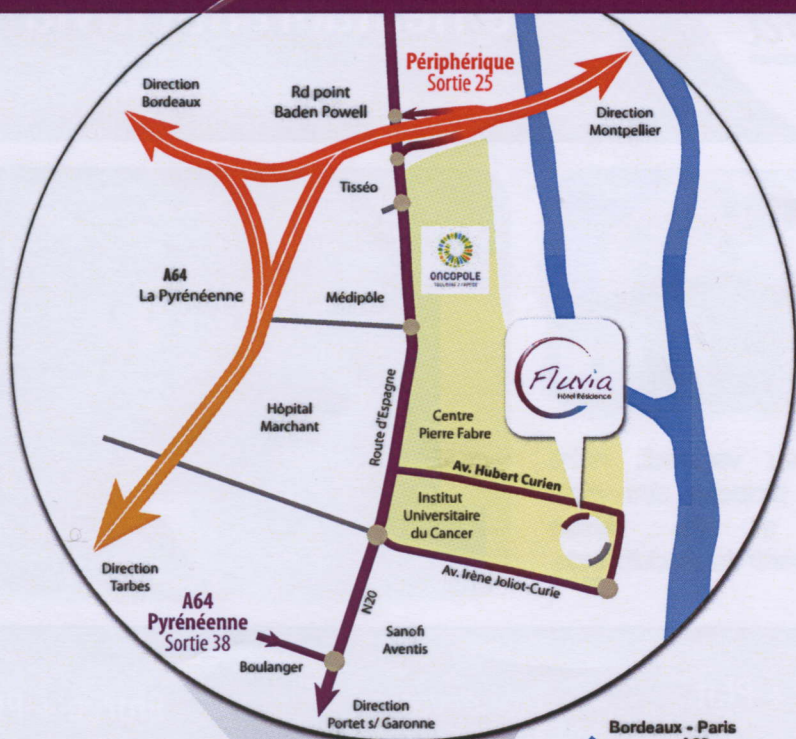 Périphérique
Sortie 25
Direction
Bordeaux
Rd point
Baden Powell
Direction
Montpellier
Tisséo
ONCOPOLE
A64
La Pyrénéenne
Médipôle
Fluvia
Hôtel Résidence
Route d'Espagne
Hôpital
Marchant
Centre
Pierre Fabre
Av. Hubert Curien
Institut
Universitaire
du Cancer
Av. Irène Joliot-Curie
Direction
Tarbes
N20
A64
Pyrénéenne
Sortie 38
Sanofi
Aventis
Boulanger
Direction
Portet s/ Garonne
Bordeaux - Paris